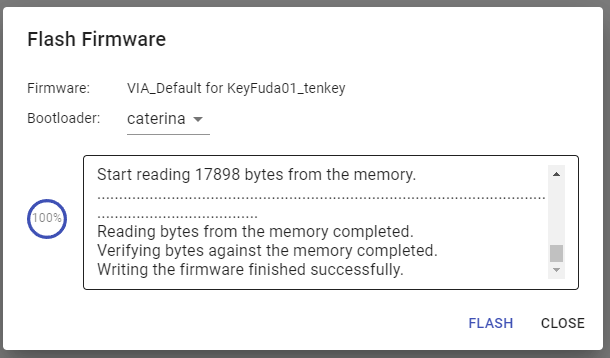 Flash Firmware
Firmware: VIA_Default for KeyFuda01_tenkey
Bootloader: caterina
Start reading 17898 bytes from the memory.
....................................................................................................................
.....................................
100%
Reading bytes from the memory completed.
Verifying bytes against the memory completed.
Writing the firmware finished successfully.
FLASH CLOSE